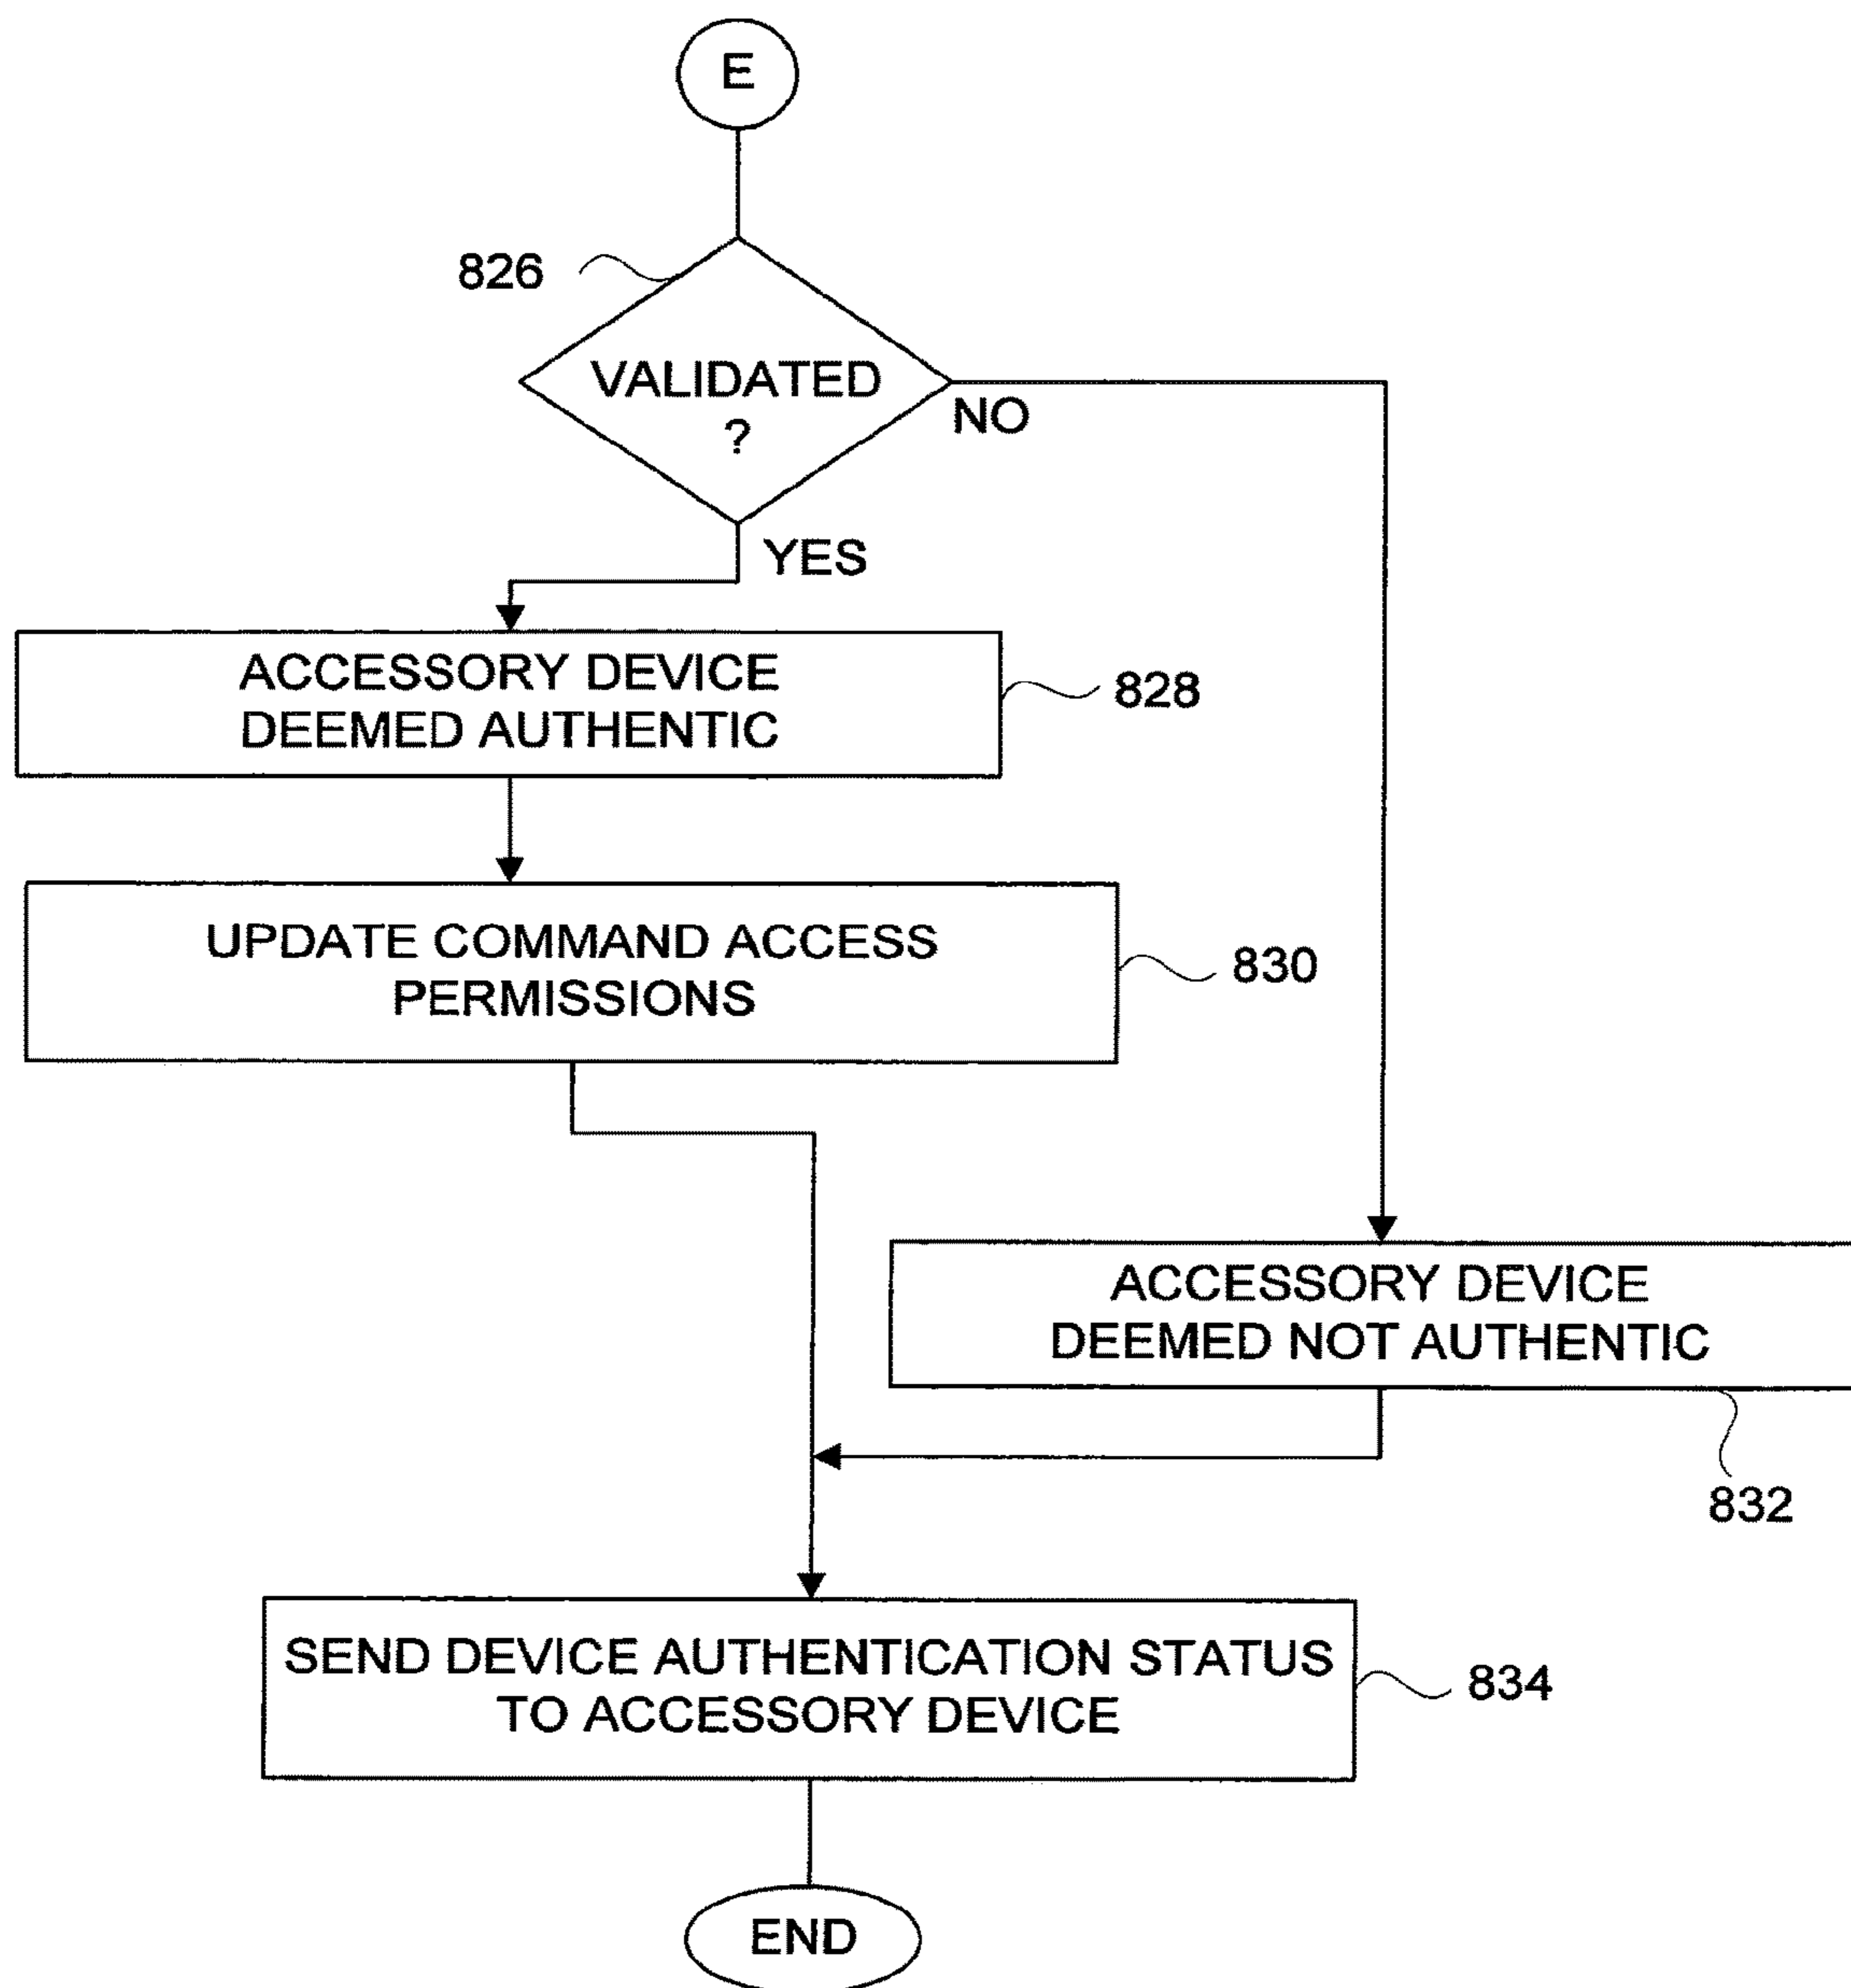 E
826
VALIDATED
?
NO
YES
ACCESSORY DEVICE
DEEMED AUTHENTIC
828
UPDATE COMMAND ACCESS
PERMISSIONS
830
ACCESSORY DEVICE
DEEMED NOT AUTHENTIC
832
SEND DEVICE AUTHENTICATION STATUS
TO ACCESSORY DEVICE
834
END